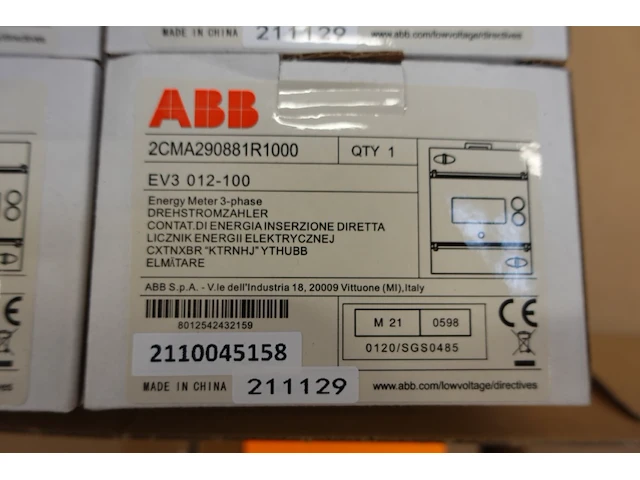 MADE IN CHINA 211129 www.abb.com/lowvoltage/directives
ABB
2CMA290881R1000 QTY 1
EV3 012-100
Energy Meter 3-phase
DREHSTROMZAHLER
CONTAT.DI ENERGIA INSERZIONE DIRETTA
LICZNIK ENERGII ELEKTRYCZNEJ
CXTNXBR "KTRNHJ" YTHUBB
ELMÄTARE
ABB S.p.A. - V.le dell'Industria 18, 20009 Vittuone (MI),Italy
8012542432159
M 21 0598
CE
0120/SGS0485
2110045158
MADE IN CHINA 211129 www.abb.com/lowvoltage/directives